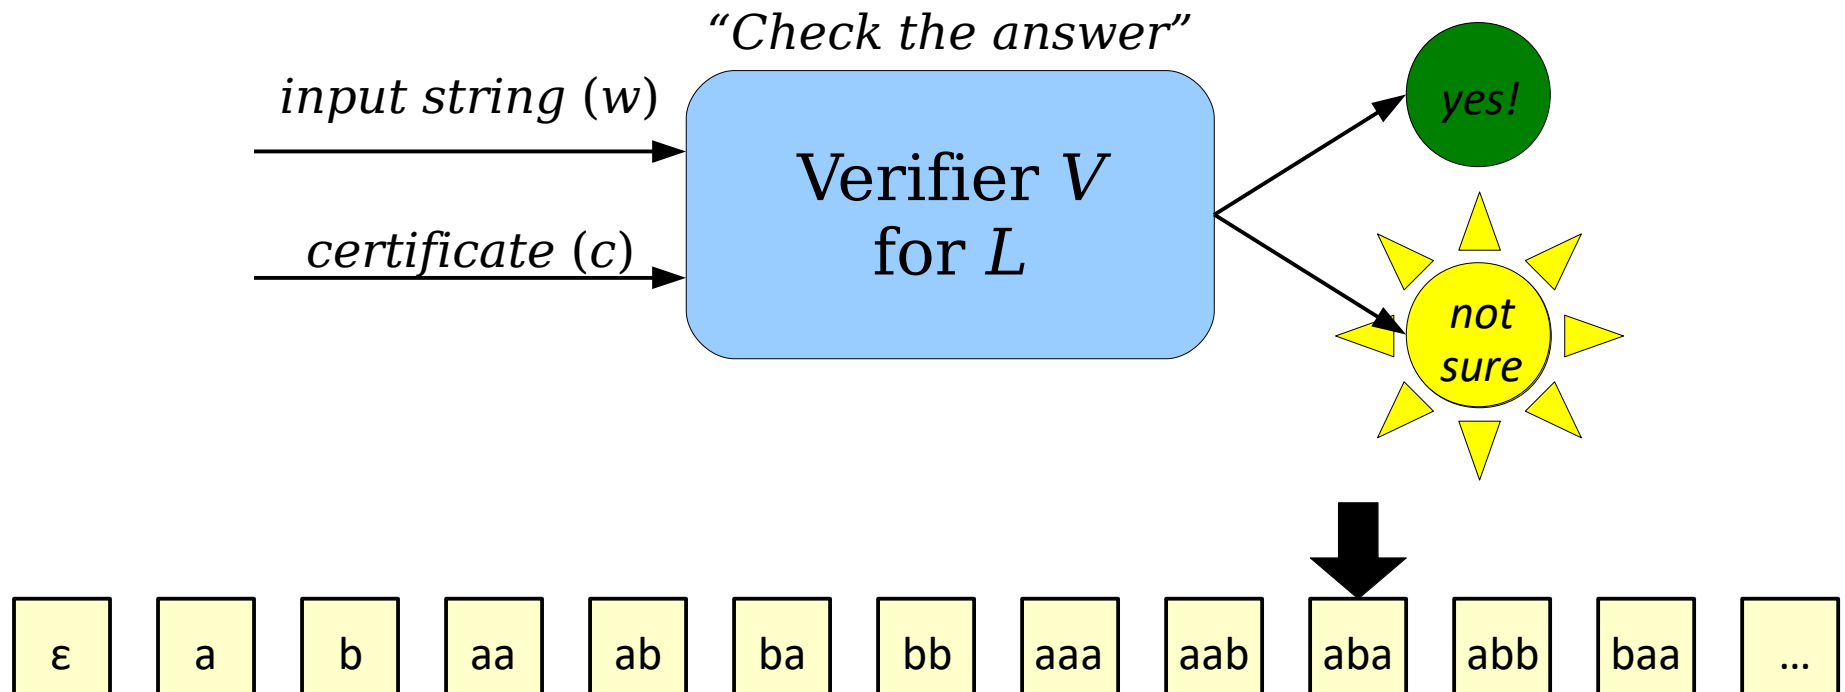 “Check the answer”
input string (w)
certificate (c)
Verifier V
for L
yes!
not
sure
ε a b aa ab ba bb aaa aab aba abb baa ...